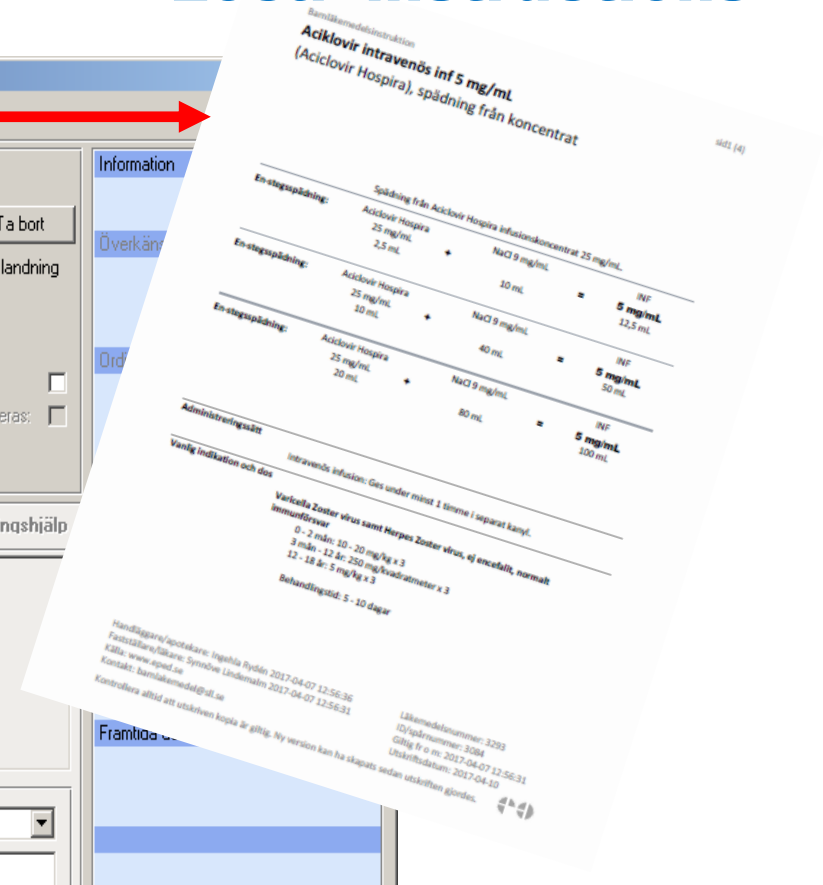 Information
Ta bort
landning
eras:
Framtida
Barnläkemedelsinstruktion
Aciklovir intravenös inf 5 mg/mL
(Aciclovir Hospira), spädning från koncentrat
sid1 (4)
Spädning från Aciclovir Hospira infusionskoncentrat 25 mg/mL.
En-stegsspädning:
Aciclovir Hospira
25 mg/mL
2,5 mL
+
NaCl 9 mg/mL
10 mL
=
INF
5 mg/mL
12,5 mL
En-stegsspädning:
Aciclovir Hospira
25 mg/mL
10 mL
+
NaCl 9 mg/mL
40 mL
=
INF
5 mg/mL
50 mL
En-stegsspädning:
Aciclovir Hospira
25 mg/mL
20 mL
+
NaCl 9 mg/mL
80 mL
=
INF
5 mg/mL
100 mL
Administreringssätt
Intravenös infusion: Ges under minst 1 timme i separat kanyl.
Vanlig indikation och dos
Varicella Zoster virus samt Herpes Zoster virus, ej encefalit, normalt
immunförsvar
0 - 2 mån: 10 - 20 mg/kg x 3
3 mån - 12 år: 250 mg/kvadratmeter x 3
12 - 18 år: 5 mg/kg x 3
Behandlingstid: 5 - 10 dagar
Handläggare/apotekare: Ingehla Rydén 2017-04-07 12:56:36
Fastställare/läkare: Synnöve Lindemalm 2017-04-07 12:56:31
Källa: www.eped.se
Kontakt: barnlakemedel@sll.se
Läkemedelsnummer: 3293
ID/spårnummer: 3084
Giltig fr o m: 2017-04-07 12:56:31
Utskriftsdatum: 2017-04-10
Kontrollera alltid att utskriven kopia är giltig. Ny version kan ha skapats sedan utskriften gjordes.